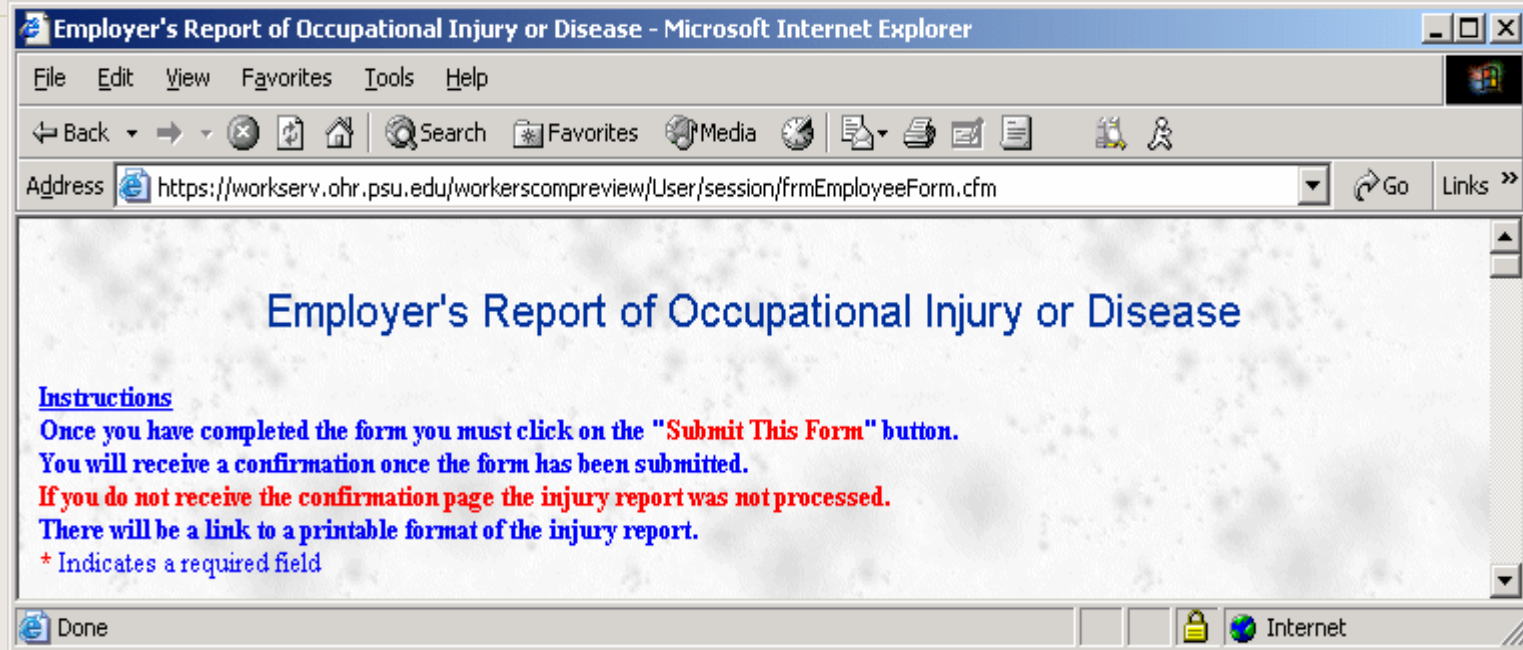 Employer's Report of Occupational Injury or Disease - Microsoft Internet Explorer
File Edit View Favorites Tools Help
Back Search Favorites Media
Address https://workserv.ohr.psu.edu/workerscompreview/User/session/frmEmployeeForm.cfm Go Links »
Employer's Report of Occupational Injury or Disease
Instructions
Once you have completed the form you must click on the "Submit This Form" button.
You will receive a confirmation once the form has been submitted.
If you do not receive the confirmation page the injury report was not processed.
There will be a link to a printable format of the injury report.
* Indicates a required field
Done Internet